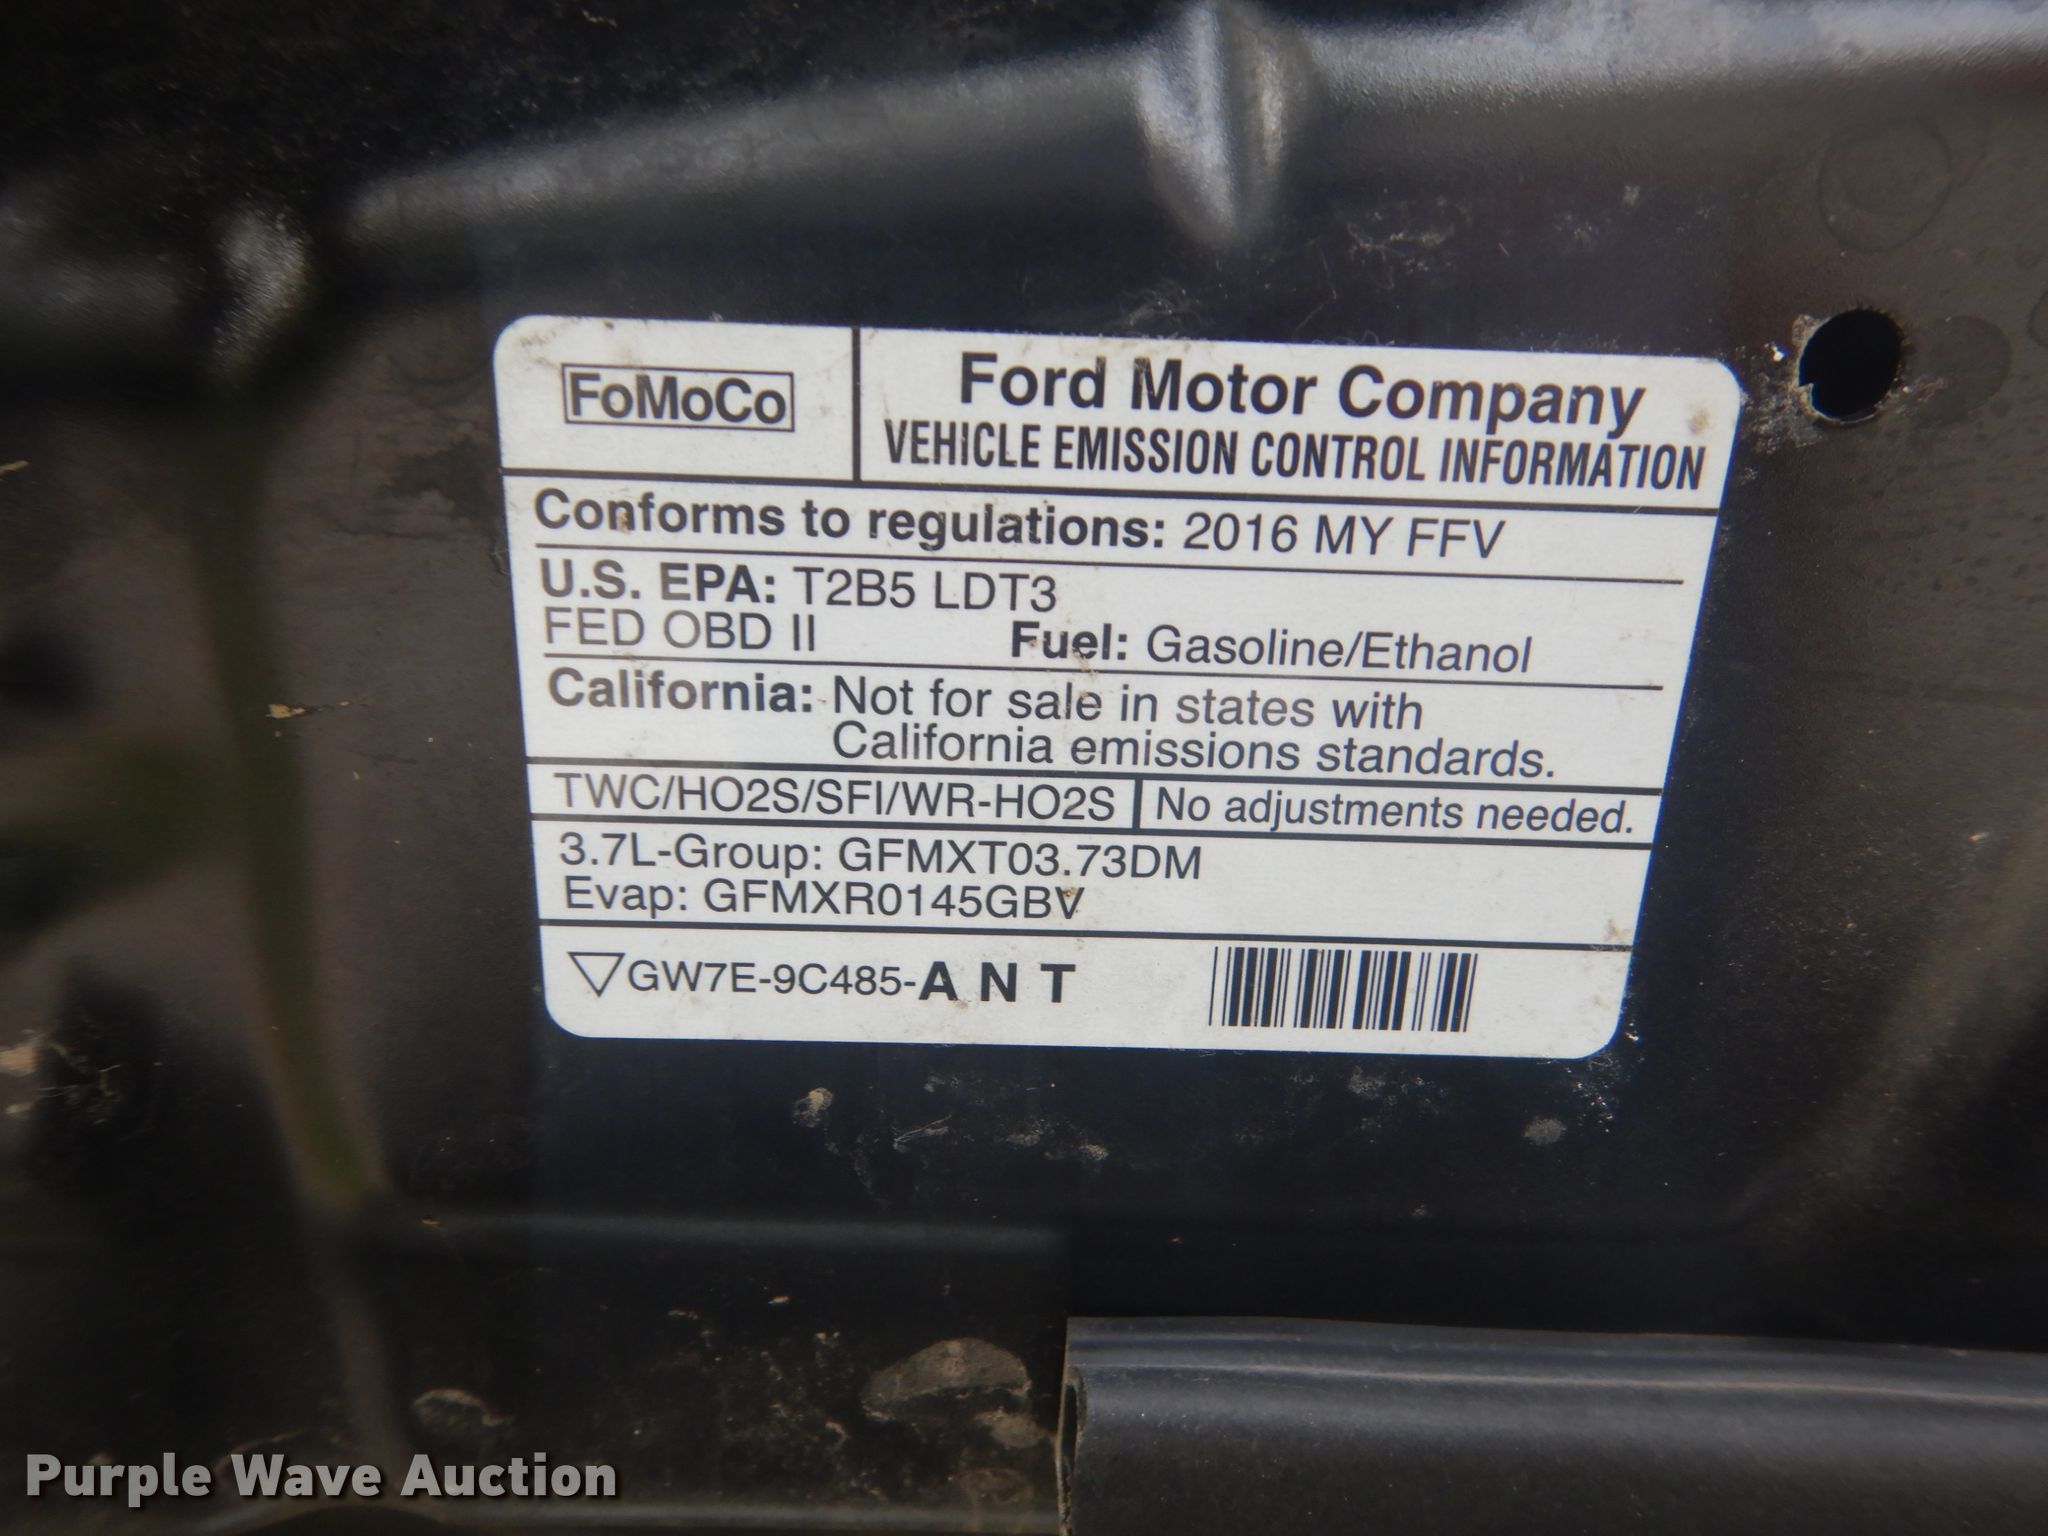 FoMoCo
Ford Motor Company
VEHICLE EMISSION CONTROL INFORMATION
Conforms to regulations: 2016 MY FFV
U.S. EPA: T2B5 LDT3
FED OBD II Fuel: Gasoline/Ethanol
California: Not for sale in states with
California emissions standards.
TWC/HO2S/SFI/WR-HO2S No adjustments needed.
3.7L-Group: GFMXT03.73DM
Evap: GFMXR0145GBV
GW7E-9C485-A N T
Purple Wave Auction